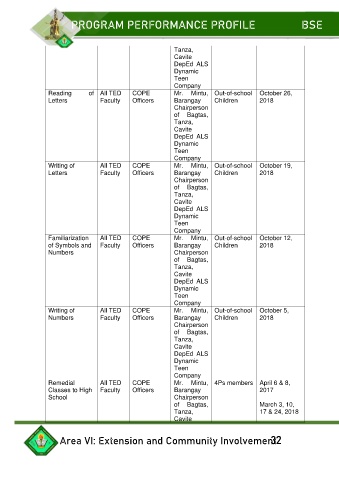 PROGRAM PERFORMANCE PROFILE BSE
Tanza,
Cavite
DepEd ALS
Dynamic
Teen
Company
Reading of Letters All TED Faculty COPE Officers Mr. Mintu, Out-of-school Children October 26, 2018
Barangay
Chairperson
of Bagtas,
Tanza,
Cavite
DepEd ALS
Dynamic
Teen
Company
Writing of Letters All TED Faculty COPE Officers Mr. Mintu, Out-of-school Children October 19, 2018
Barangay
Chairperson
of Bagtas,
Tanza,
Cavite
DepEd ALS
Dynamic
Teen
Company
Familiarization of Symbols and Numbers All TED Faculty COPE Officers Mr. Mintu, Out-of-school Children October 12, 2018
Barangay
Chairperson
of Bagtas,
Tanza,
Cavite
DepEd ALS
Dynamic
Teen
Company
Writing of Numbers All TED Faculty COPE Officers Mr. Mintu, Out-of-school Children October 5, 2018
Barangay
Chairperson
of Bagtas,
Tanza,
Cavite
DepEd ALS
Dynamic
Teen
Company
Remedial Classes to High School All TED Faculty COPE Officers Mr. Mintu, 4Ps members April 6 & 8, 2017
Barangay
Chairperson
of Bagtas, March 3, 10,
Tanza, 17 & 24, 2018
Cavite
Area VI: Extension and Community Involvement 32